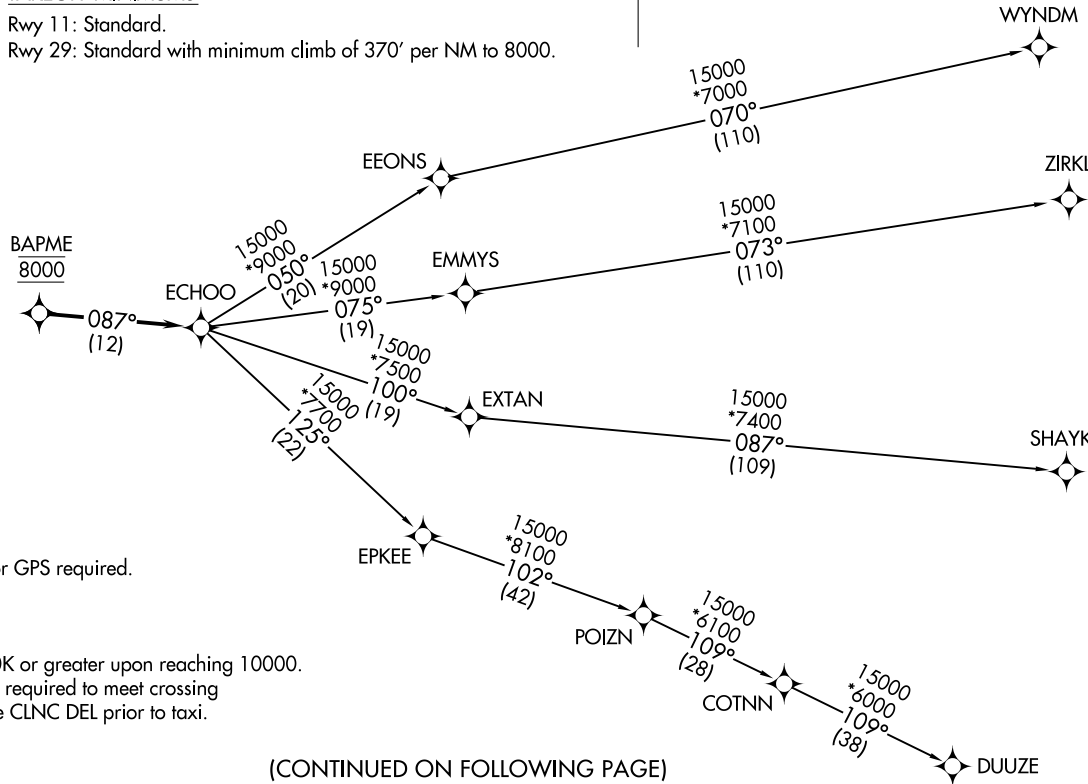 Rwy 11: Standard.
Rwy 29: Standard with minimum climb of 370' per NM to 8000.
WYNDM
15000
*7000
070°
(110)
EEONS
ZIRKL
15000
*7100
073°
(110)
15000
*9000
050°
(20)
15000
*9000
075°
(19)
EMMYS
BAPME
8000
ECHOO
087°
(12)
15000
*7500
100°
(19)
EXTAN
15000
*7400
087°
(109)
SHAYK
15000
*7700
125°
(22)
EPKEE
15000
*8100
102°
(42)
POIZN
15000
*6100
109°
(28)
COTNN
15000
*6000
109°
(38)
DUUZE
GPS required.
K or greater upon reaching 10000.
required to meet crossing
CLNC DEL prior to taxi.
(CONTINUED ON FOLLOWING PAGE)